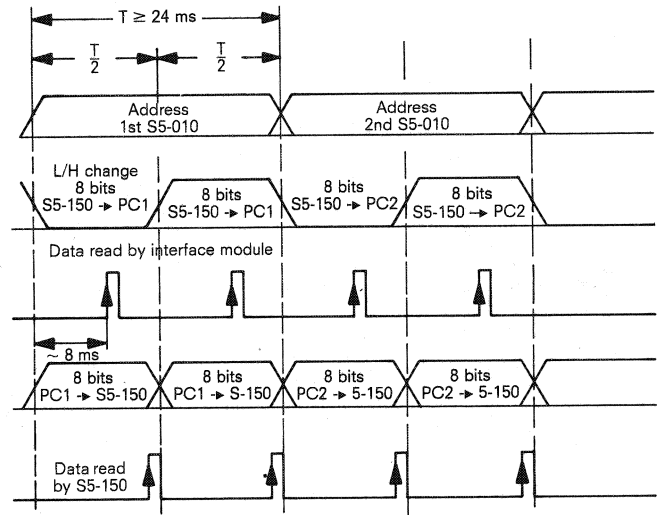 T ≥ 24 ms
T/2 T/2
Address
1st S5-010
Address
2nd S5-010
L/H change
8 bits
S5-150 → PC1
8 bits
S5-150 → PC1
8 bits
S5-150 → PC2
8 bits
S5-150 → PC2
Data read by interface module
~ 8 ms
8 bits
PC1 → S5-150
8 bits
PC1 → S-150
8 bits
PC2 → 5-150
8 bits
PC2 → 5-150
Data read
by S5-150